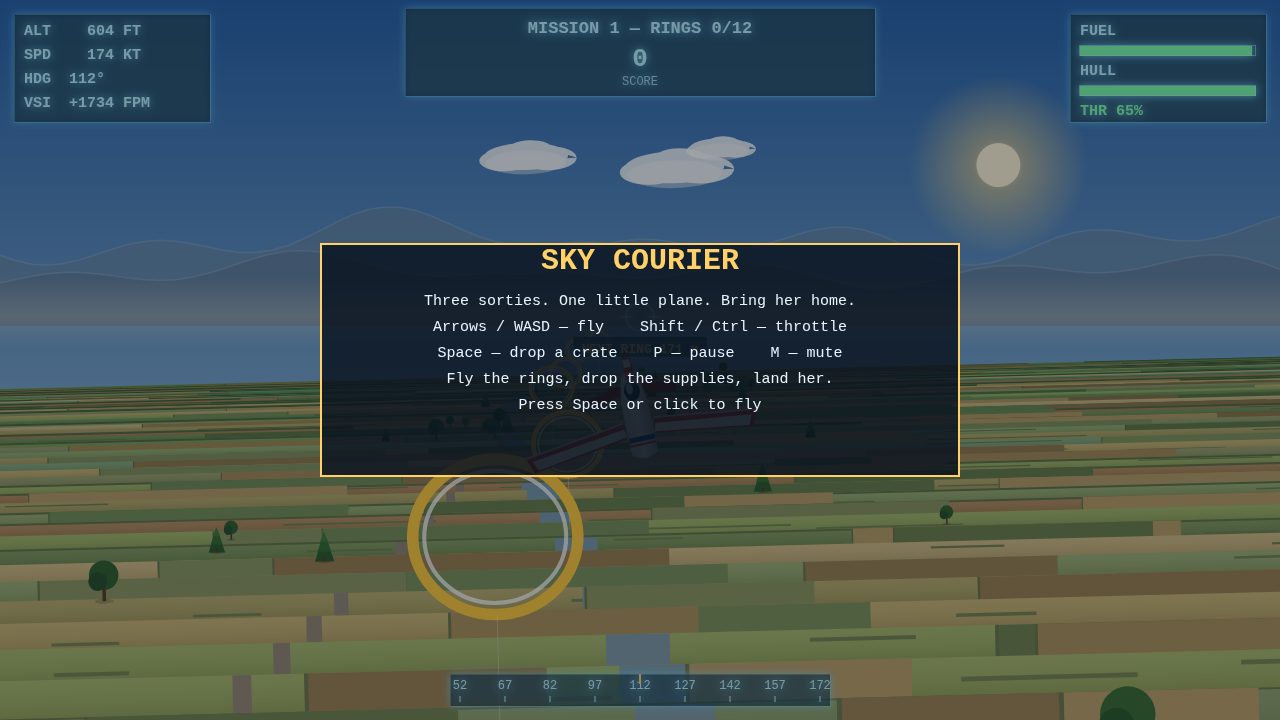 ALT 604 FT
SPD 174 KT
HDG 112°
VSI +1734 FPM
MISSION 1 — RINGS 0/12
0
SCORE
FUEL
HULL
THR 65%
SKY COURIER
Three sorties. One little plane. Bring her home.
Arrows / WASD — fly Shift / Ctrl — throttle
Space — drop a crate P — pause M — mute
Fly the rings, drop the supplies, land her.
Press Space or click to fly
52 67 82 97 112 127 142 157 172